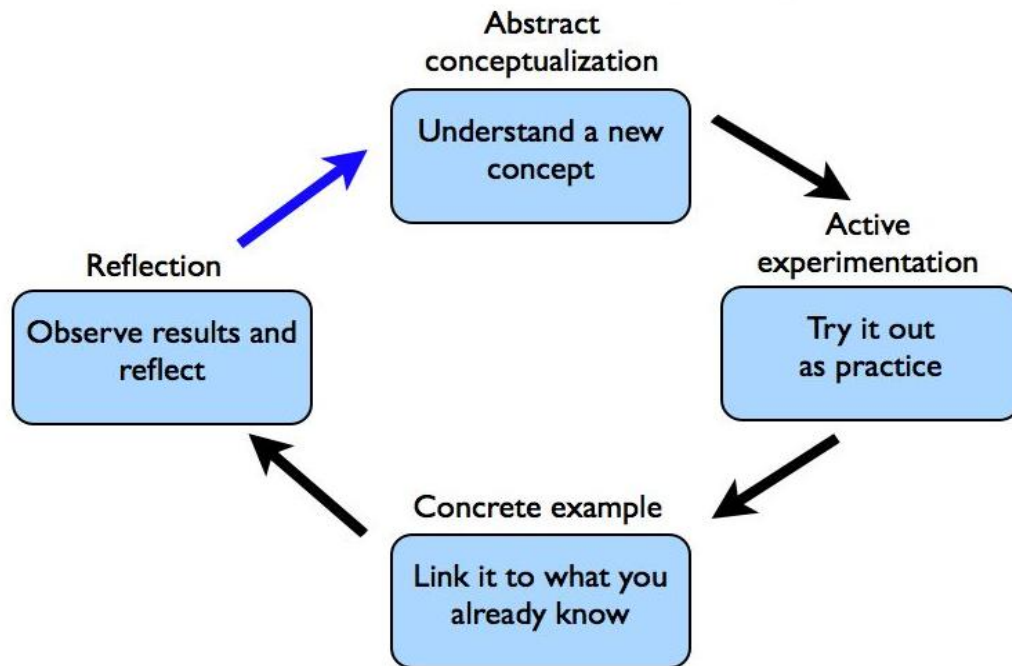 Abstract
conceptualization
Understand a new
concept
Active
experimentation
Try it out
as practice
Concrete example
Link it to what you
already know
Reflection
Observe results and
reflect